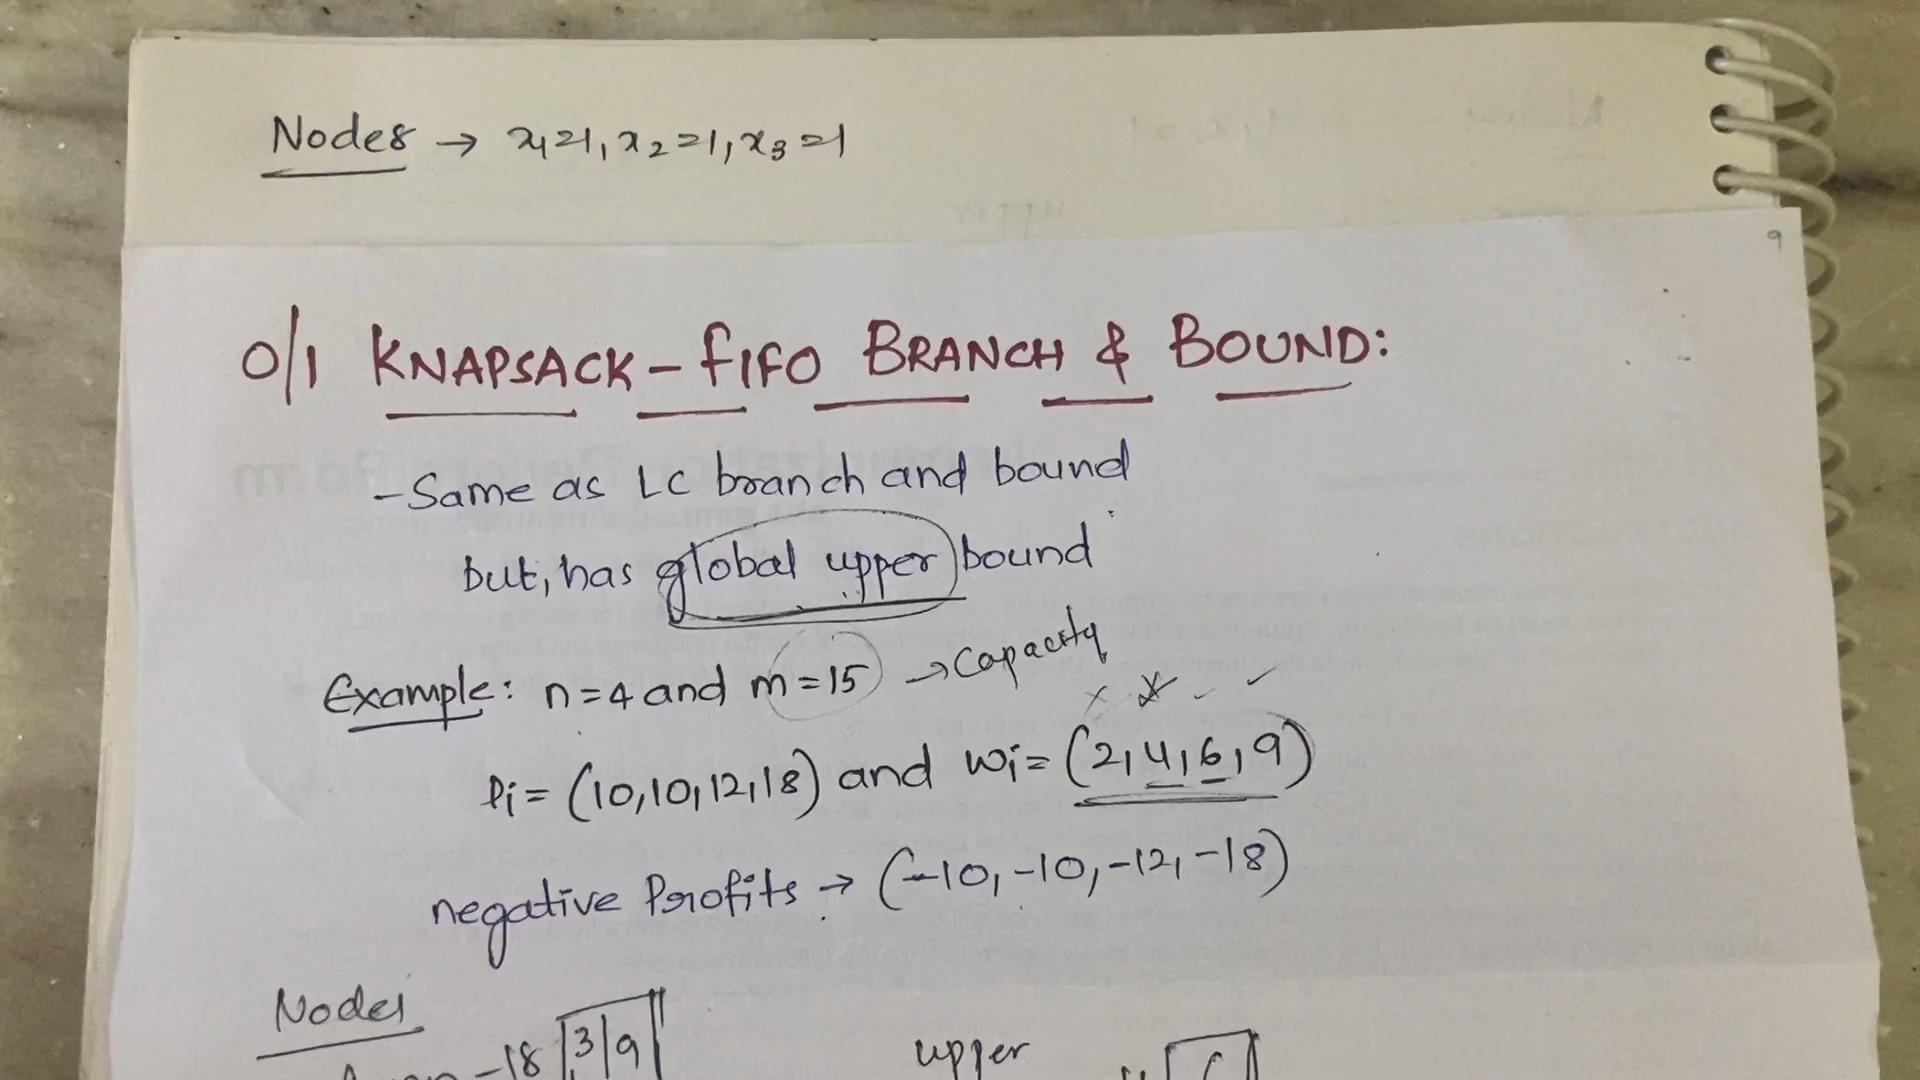 Node8 → x1=1, x2=1, x3=1
9
0/1 KNAPSACK - FIFO BRANCH & BOUND:
- Same as LC branch and bound
but, has global upper bound
Example: n=4 and m=15 → capacity
Pi = (10,10,12,18) and wi = (2,4,6,9)
negative Profits → (-10,-10,-12,-18)
Nodes
-18 3/9
upper